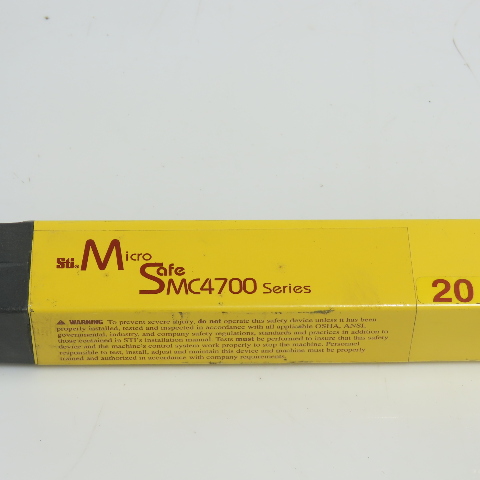 Sti® Micro
Safe
MC4700 Series
20
⚠ WARNING To prevent severe injury, do not operate this safety device unless it has been
properly installed, tested and inspected in accordance with all applicable OSHA, ANSI,
governmental, industry, and company safety regulations, standards and practices in addition to
those contained in STI's installation manual. Tests must be performed to insure that this safety
device and the machine's control system work properly to stop the machine. Personnel
responsible to test, install, adjust and maintain this device and machine must be properly
trained and authorized in accordance with company requirements.